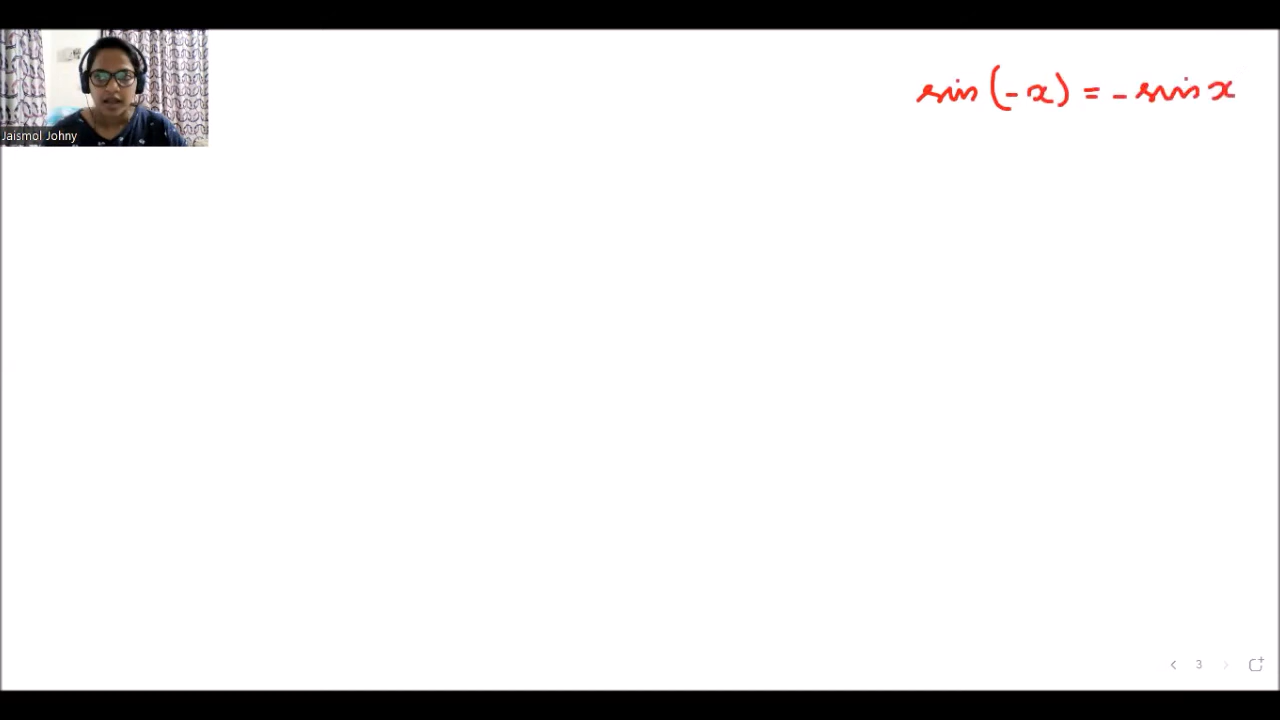 sin (-x) = - sin x
Jaismol Johny
3